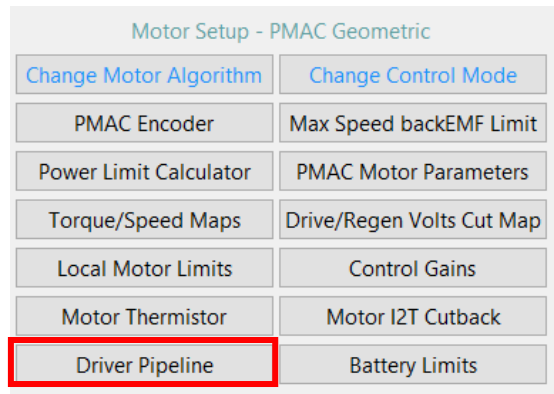 Motor Setup - PMAC Geometric
Change Motor Algorithm
Change Control Mode
PMAC Encoder
Max Speed backEMF Limit
Power Limit Calculator
PMAC Motor Parameters
Torque/Speed Maps
Drive/Regen Volts Cut Map
Local Motor Limits
Control Gains
Motor Thermistor
Motor I2T Cutback
Driver Pipeline
Battery Limits